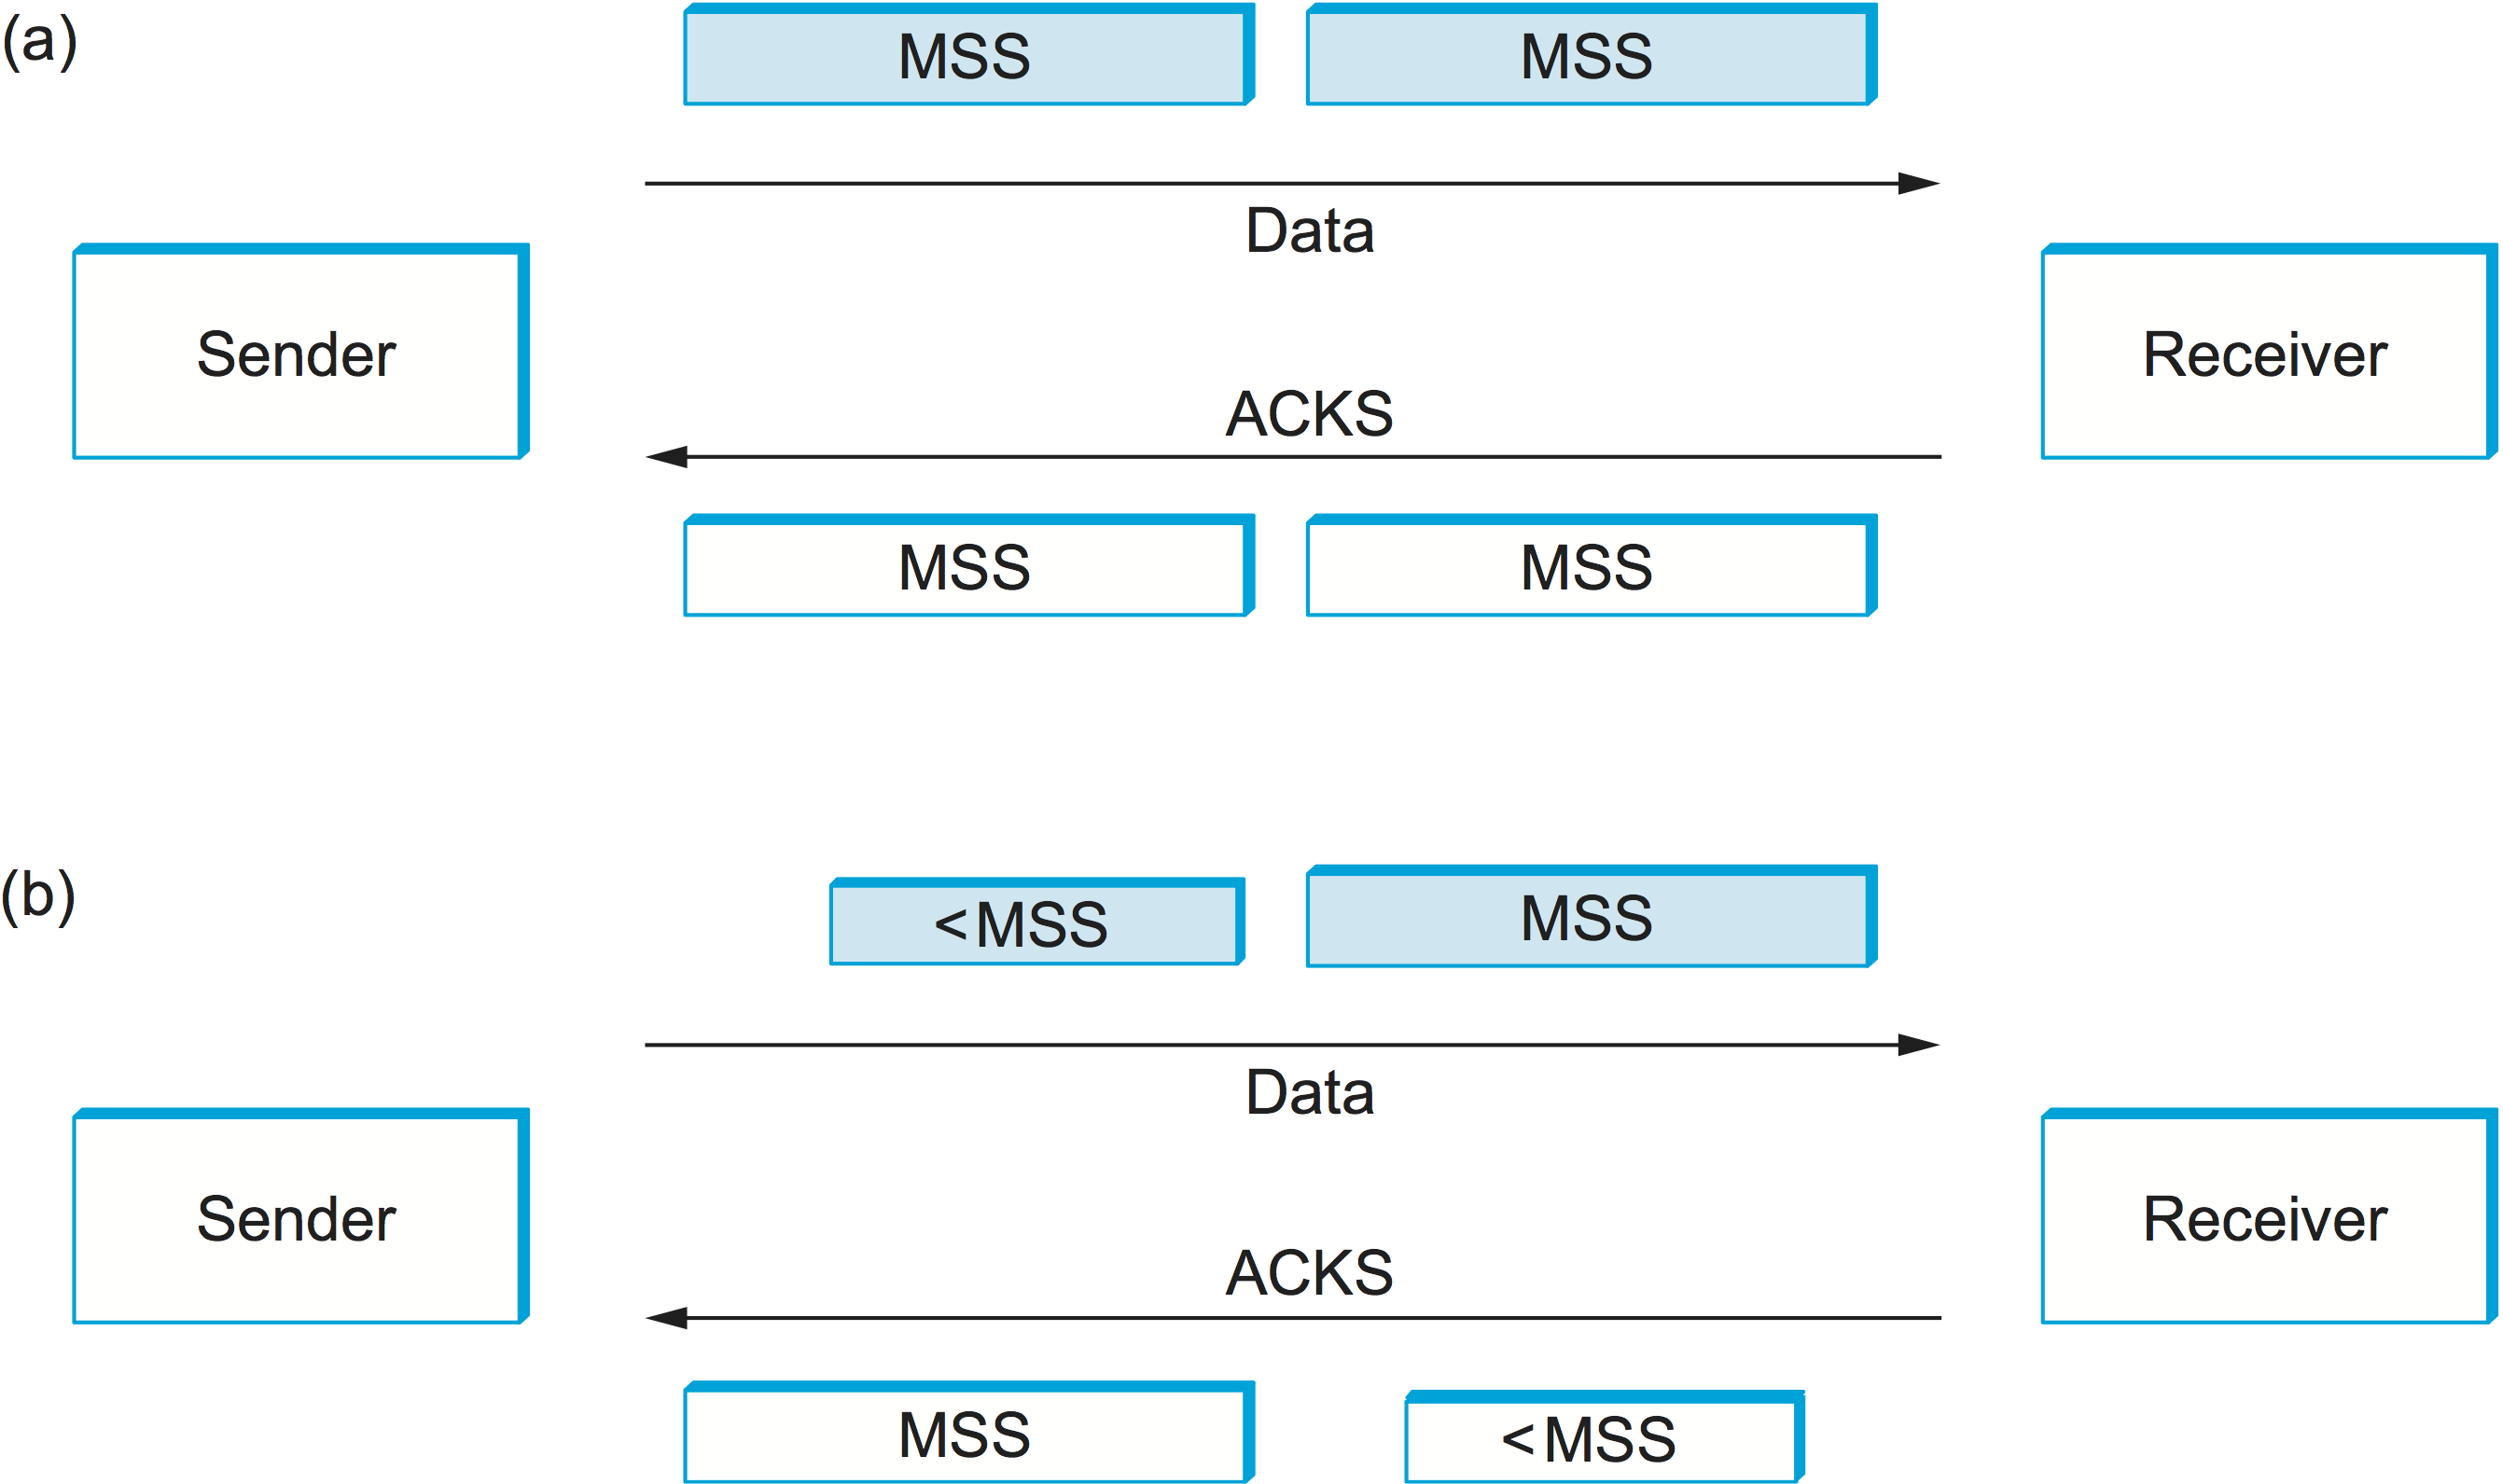 (a)
MSS
MSS
Data
Sender
Receiver
ACKS
MSS
MSS
(b)
<MSS
MSS
Data
Sender
Receiver
ACKS
MSS
<MSS